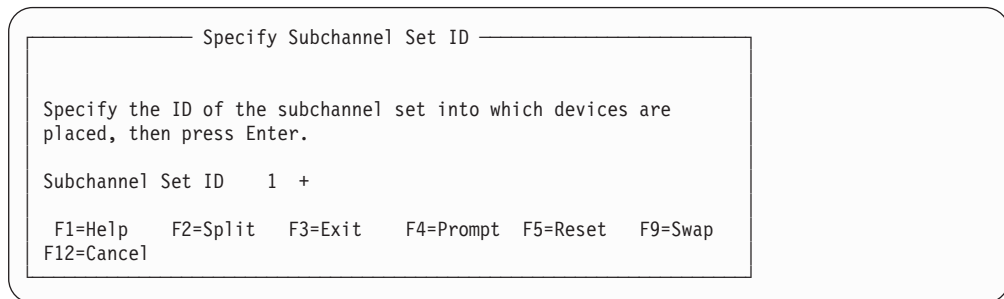 Specify Subchannel Set ID
Specify the ID of the subchannel set into which devices are
placed, then press Enter.
Subchannel Set ID 1 +
F1=Help F2=Split F3=Exit F4=Prompt F5=Reset F9=Swap
F12=Cancel